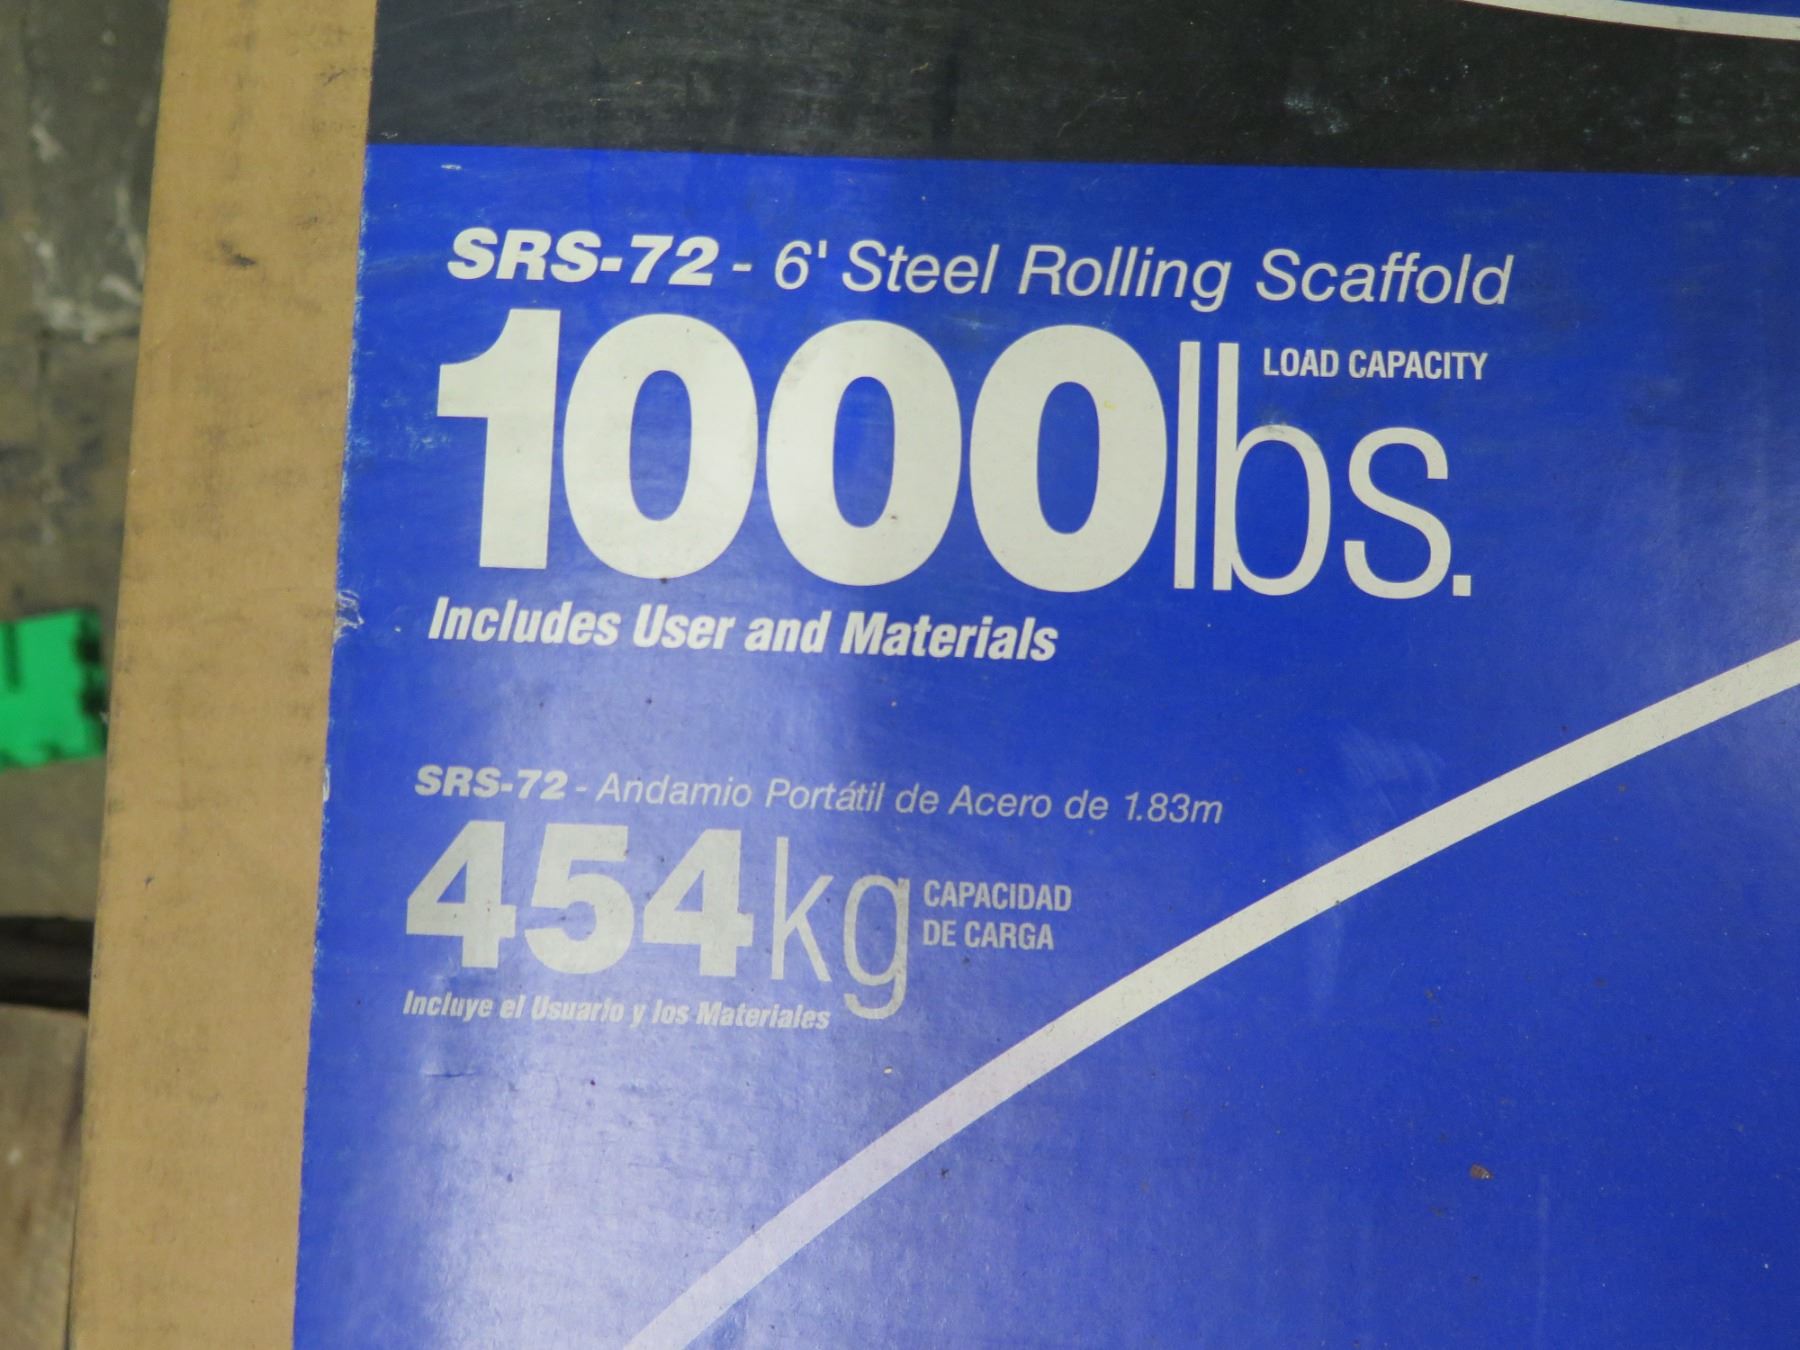 SRS-72 - 6' Steel Rolling Scaffold
1000lbs. LOAD CAPACITY
Includes User and Materials
SRS-72 - Andamio Portátil de Acero de 1.83m
454kg CAPACIDAD
DE CARGA
Incluye el Usuario y los Materiales